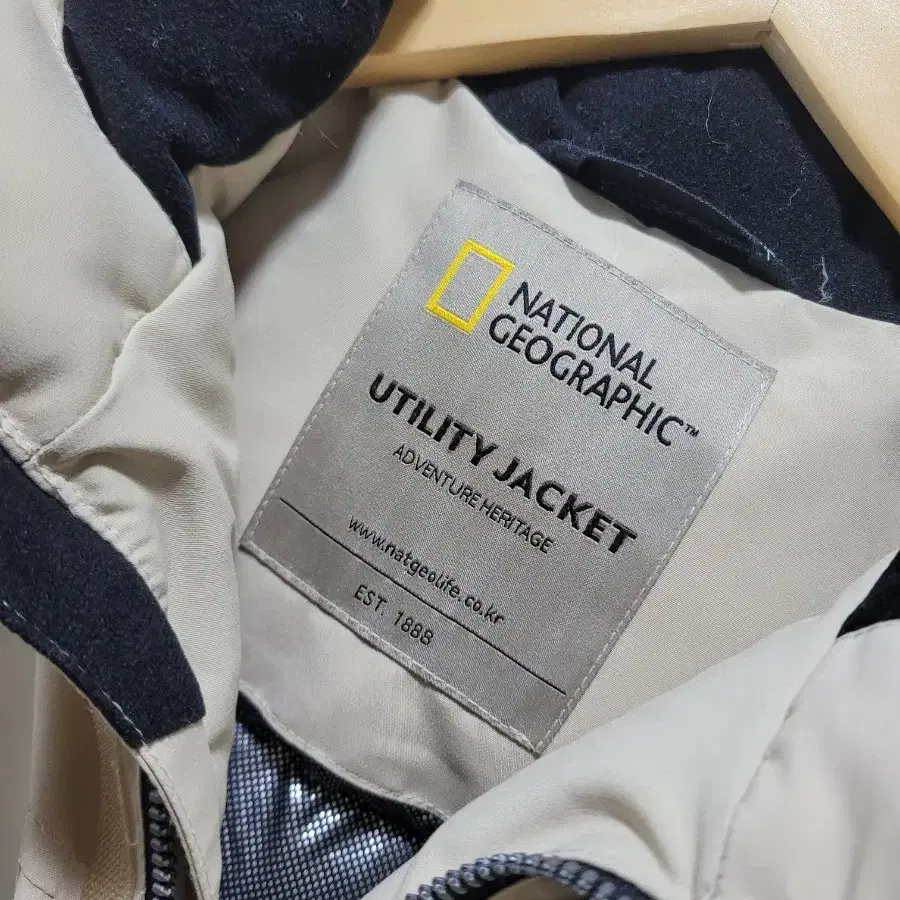 NATIONAL
GEOGRAPHIC™
UTILITY JACKET
ADVENTURE HERITAGE
www.natgeolife.co.kr
EST. 1888